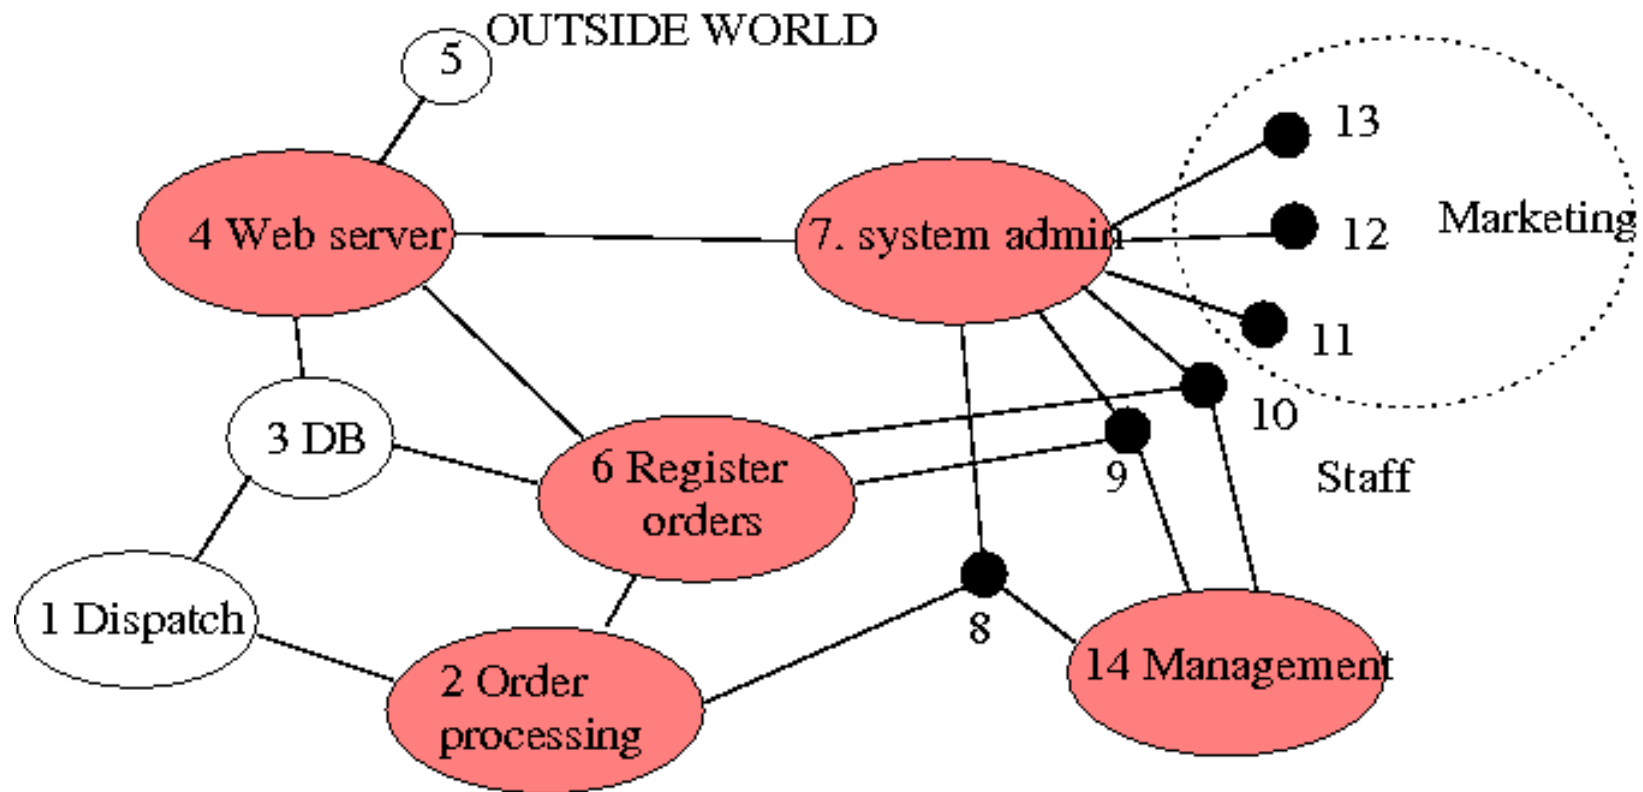 OUTSIDE WORLD
5
13
4 Web server
7. system admin
12
Marketing
11
10
3 DB
6 Register
orders
9
Staff
1 Dispatch
8
2 Order
processing
14 Management